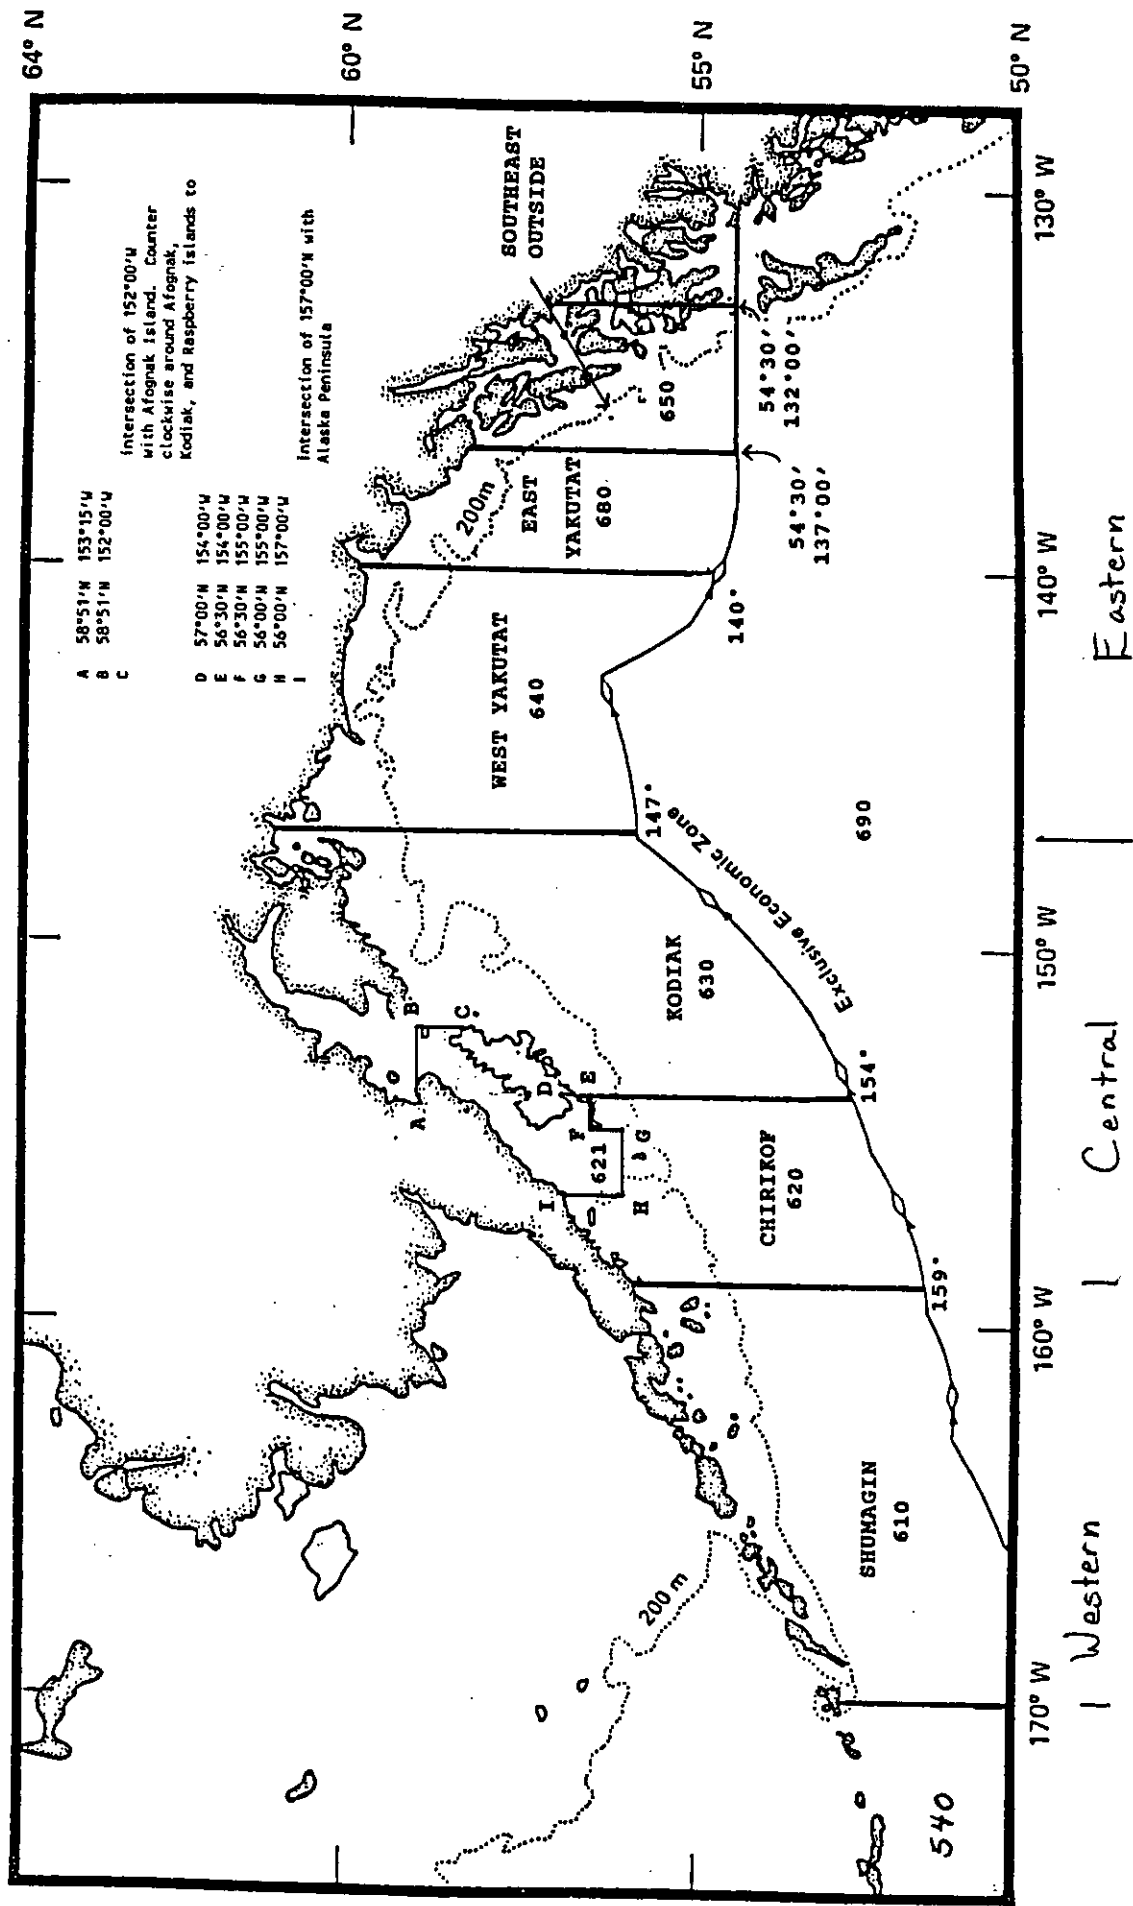 64° N
60° N
55° N
50° N
A 58°51'N 153°15'W
B 58°51'N 152°00'W
C Intersection of 152°00'W
with Afognak Island. Counter
clockwise around Afognak,
Kodiak, and Raspberry Islands to
D 57°00'N 154°00'W
E 56°30'N 154°00'W
F 56°30'N 155°00'W
G 56°00'N 155°00'W
H 56°00'N 157°00'W
I Intersection of 157°00'N with
Alaska Peninsula
SOUTHEAST
OUTSIDE
650
EAST
YAKUTAT
680
200m
WEST YAKUTAT
640
KODIAK
630
CHIRIKOF
620
621
SHUMAGIN
610
200 m
540
690
Exclusive Economic Zone
A
B
C
D
E
F
G
H
I
54°30'
132°00'
54°30'
137°00'
140°
147°
154°
159°
170° W
160° W
150° W
140° W
130° W
| Western | Central | Eastern